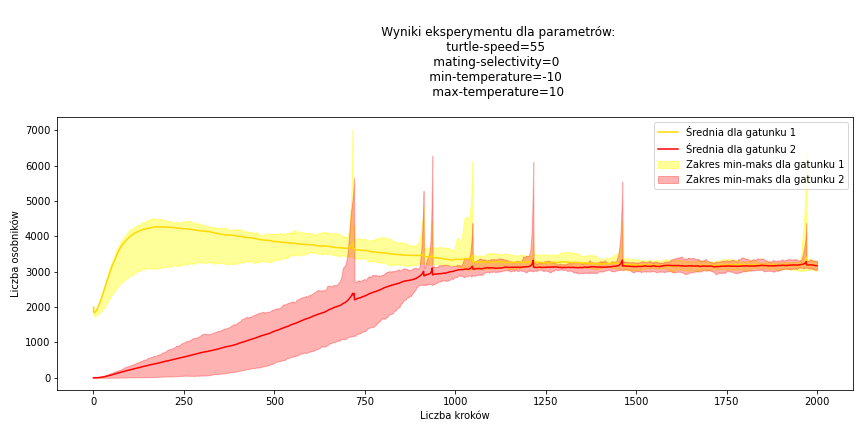 Wyniki eksperymentu dla parametrów:
turtle-speed=55
mating-selectivity=0
min-temperature=-10
max-temperature=10
Liczba osobników
7000
6000
5000
4000
3000
2000
1000
0
Średnia dla gatunku 1
Średnia dla gatunku 2
Zakres min-maks dla gatunku 1
Zakres min-maks dla gatunku 2
0 250 500 750 1000 1250 1500 1750 2000
Liczba kroków